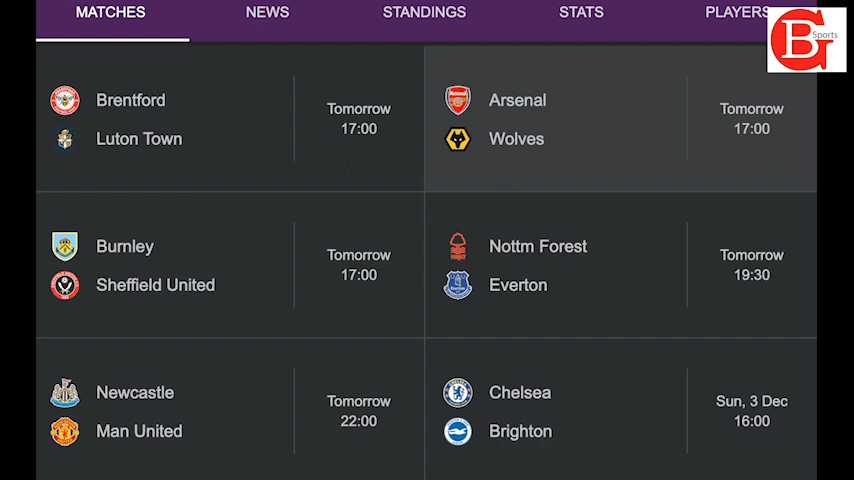 MATCHES NEWS STANDINGS STATS PLAYERS
BG Sports
Brentford
Luton Town
Tomorrow
17:00
Arsenal
Wolves
Tomorrow
17:00
Burnley
Sheffield United
Tomorrow
17:00
Nottm Forest
Everton
Tomorrow
19:30
Newcastle
Man United
Tomorrow
22:00
Chelsea
Brighton
Sun, 3 Dec
16:00